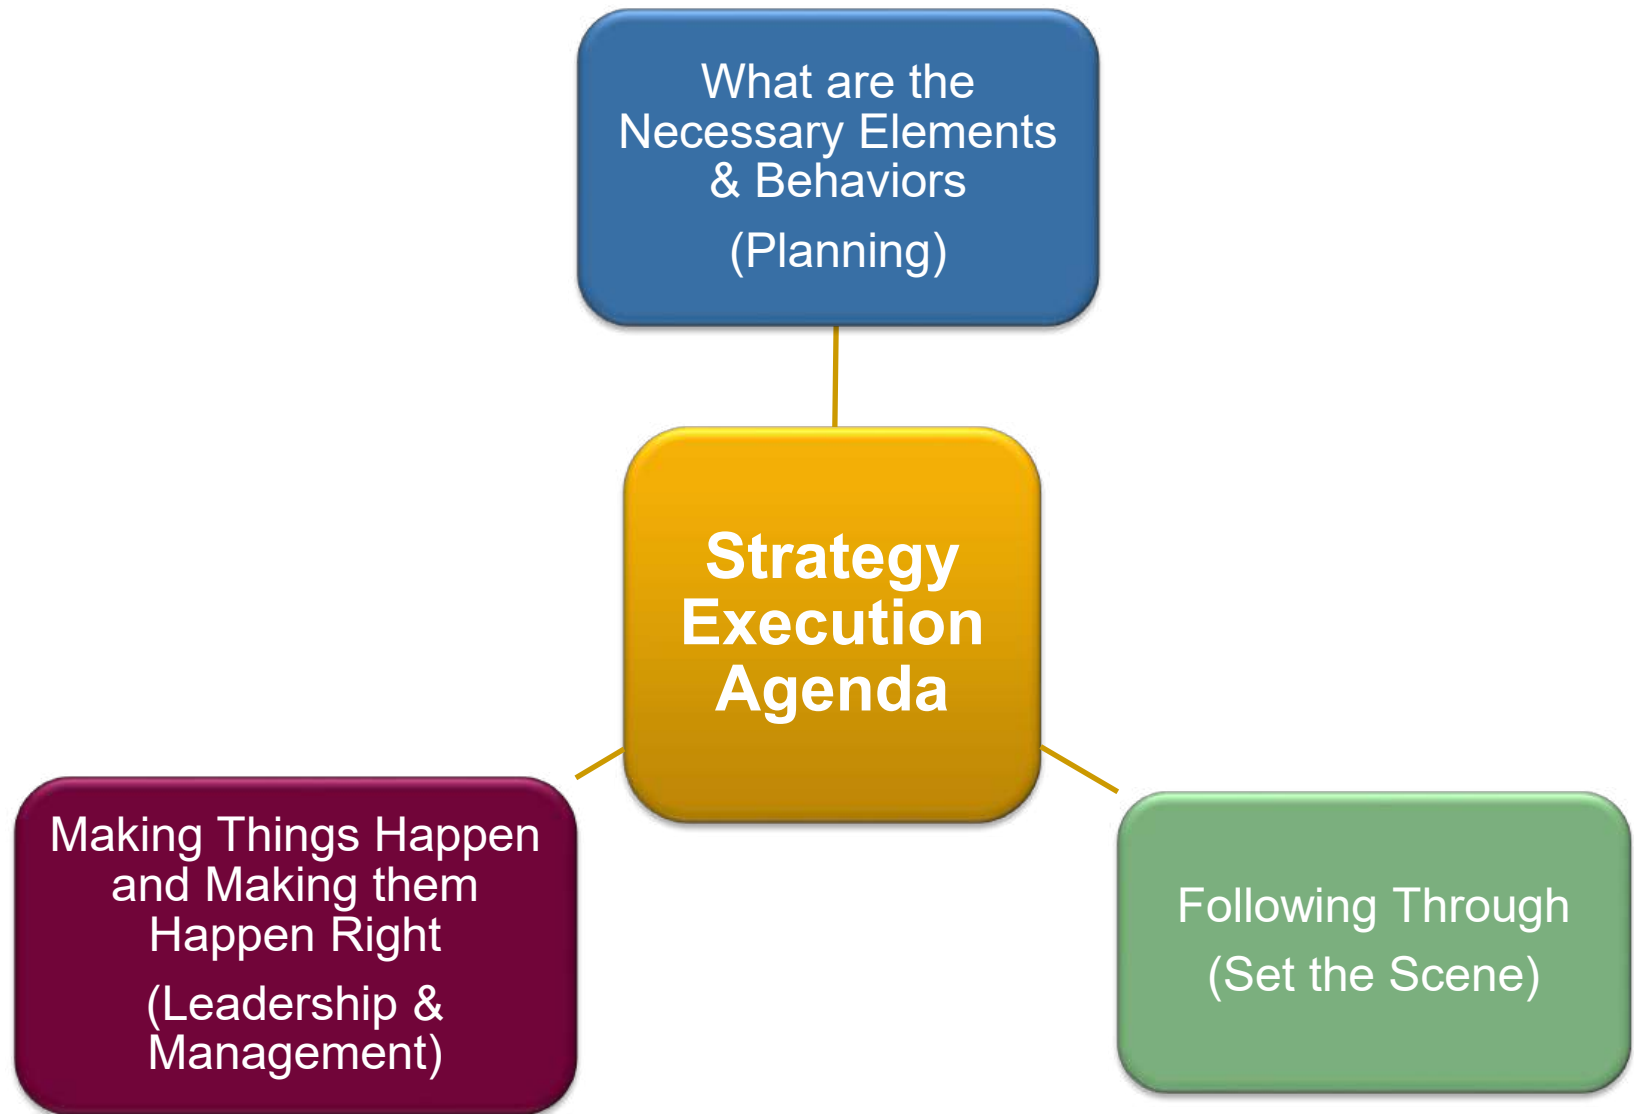 What are the
Necessary Elements
& Behaviors
(Planning)
Strategy
Execution
Agenda
Making Things Happen
and Making them
Happen Right
(Leadership &
Management)
Following Through
(Set the Scene)